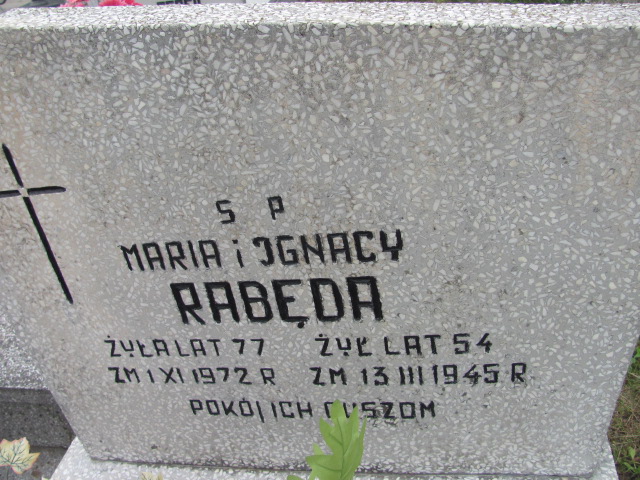 S P
MARIA i IGNACY
RABĘDA
ŻYŁA LAT 77 ŻYŁ LAT 54
ZM 1 XI 1972 R ZM 13 III 1945 R
POKÓJ ICH DUSZOM